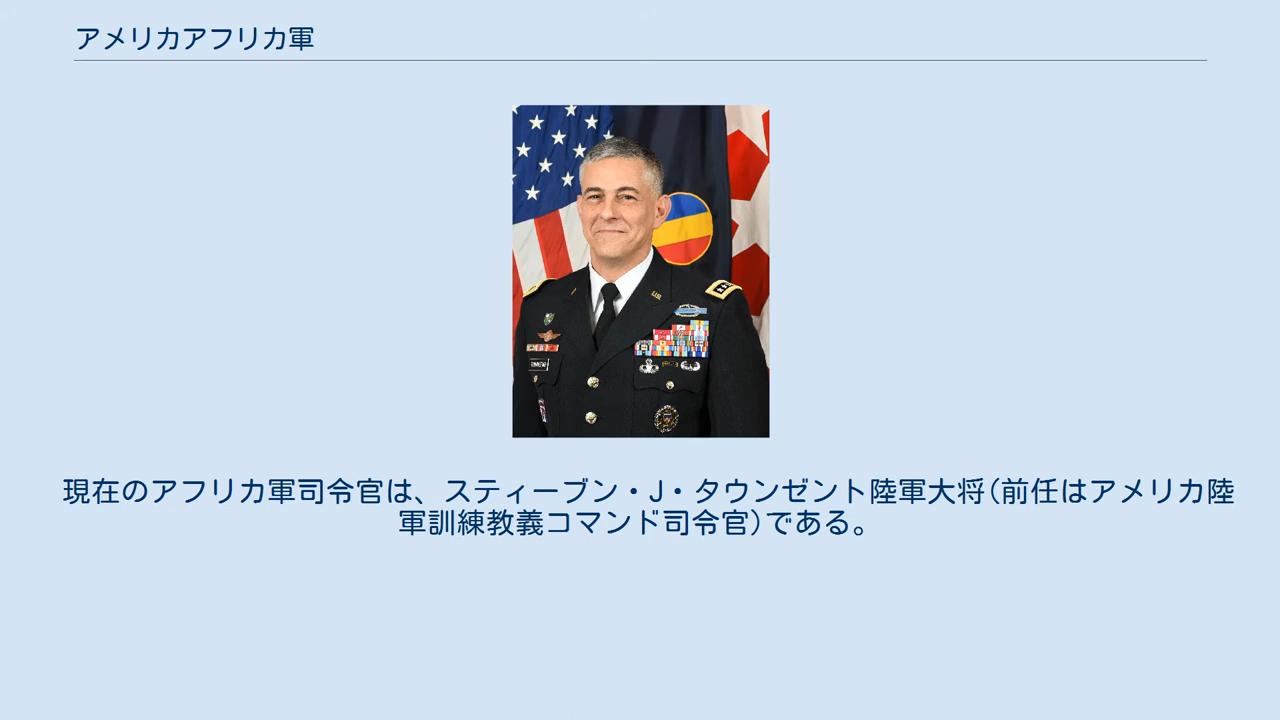 アメリカアフリカ軍
現在のアフリカ軍司令官は、スティーブン・J・タウンゼント陸軍大将(前任はアメリカ陸
軍訓練教義コマンド司令官)である。